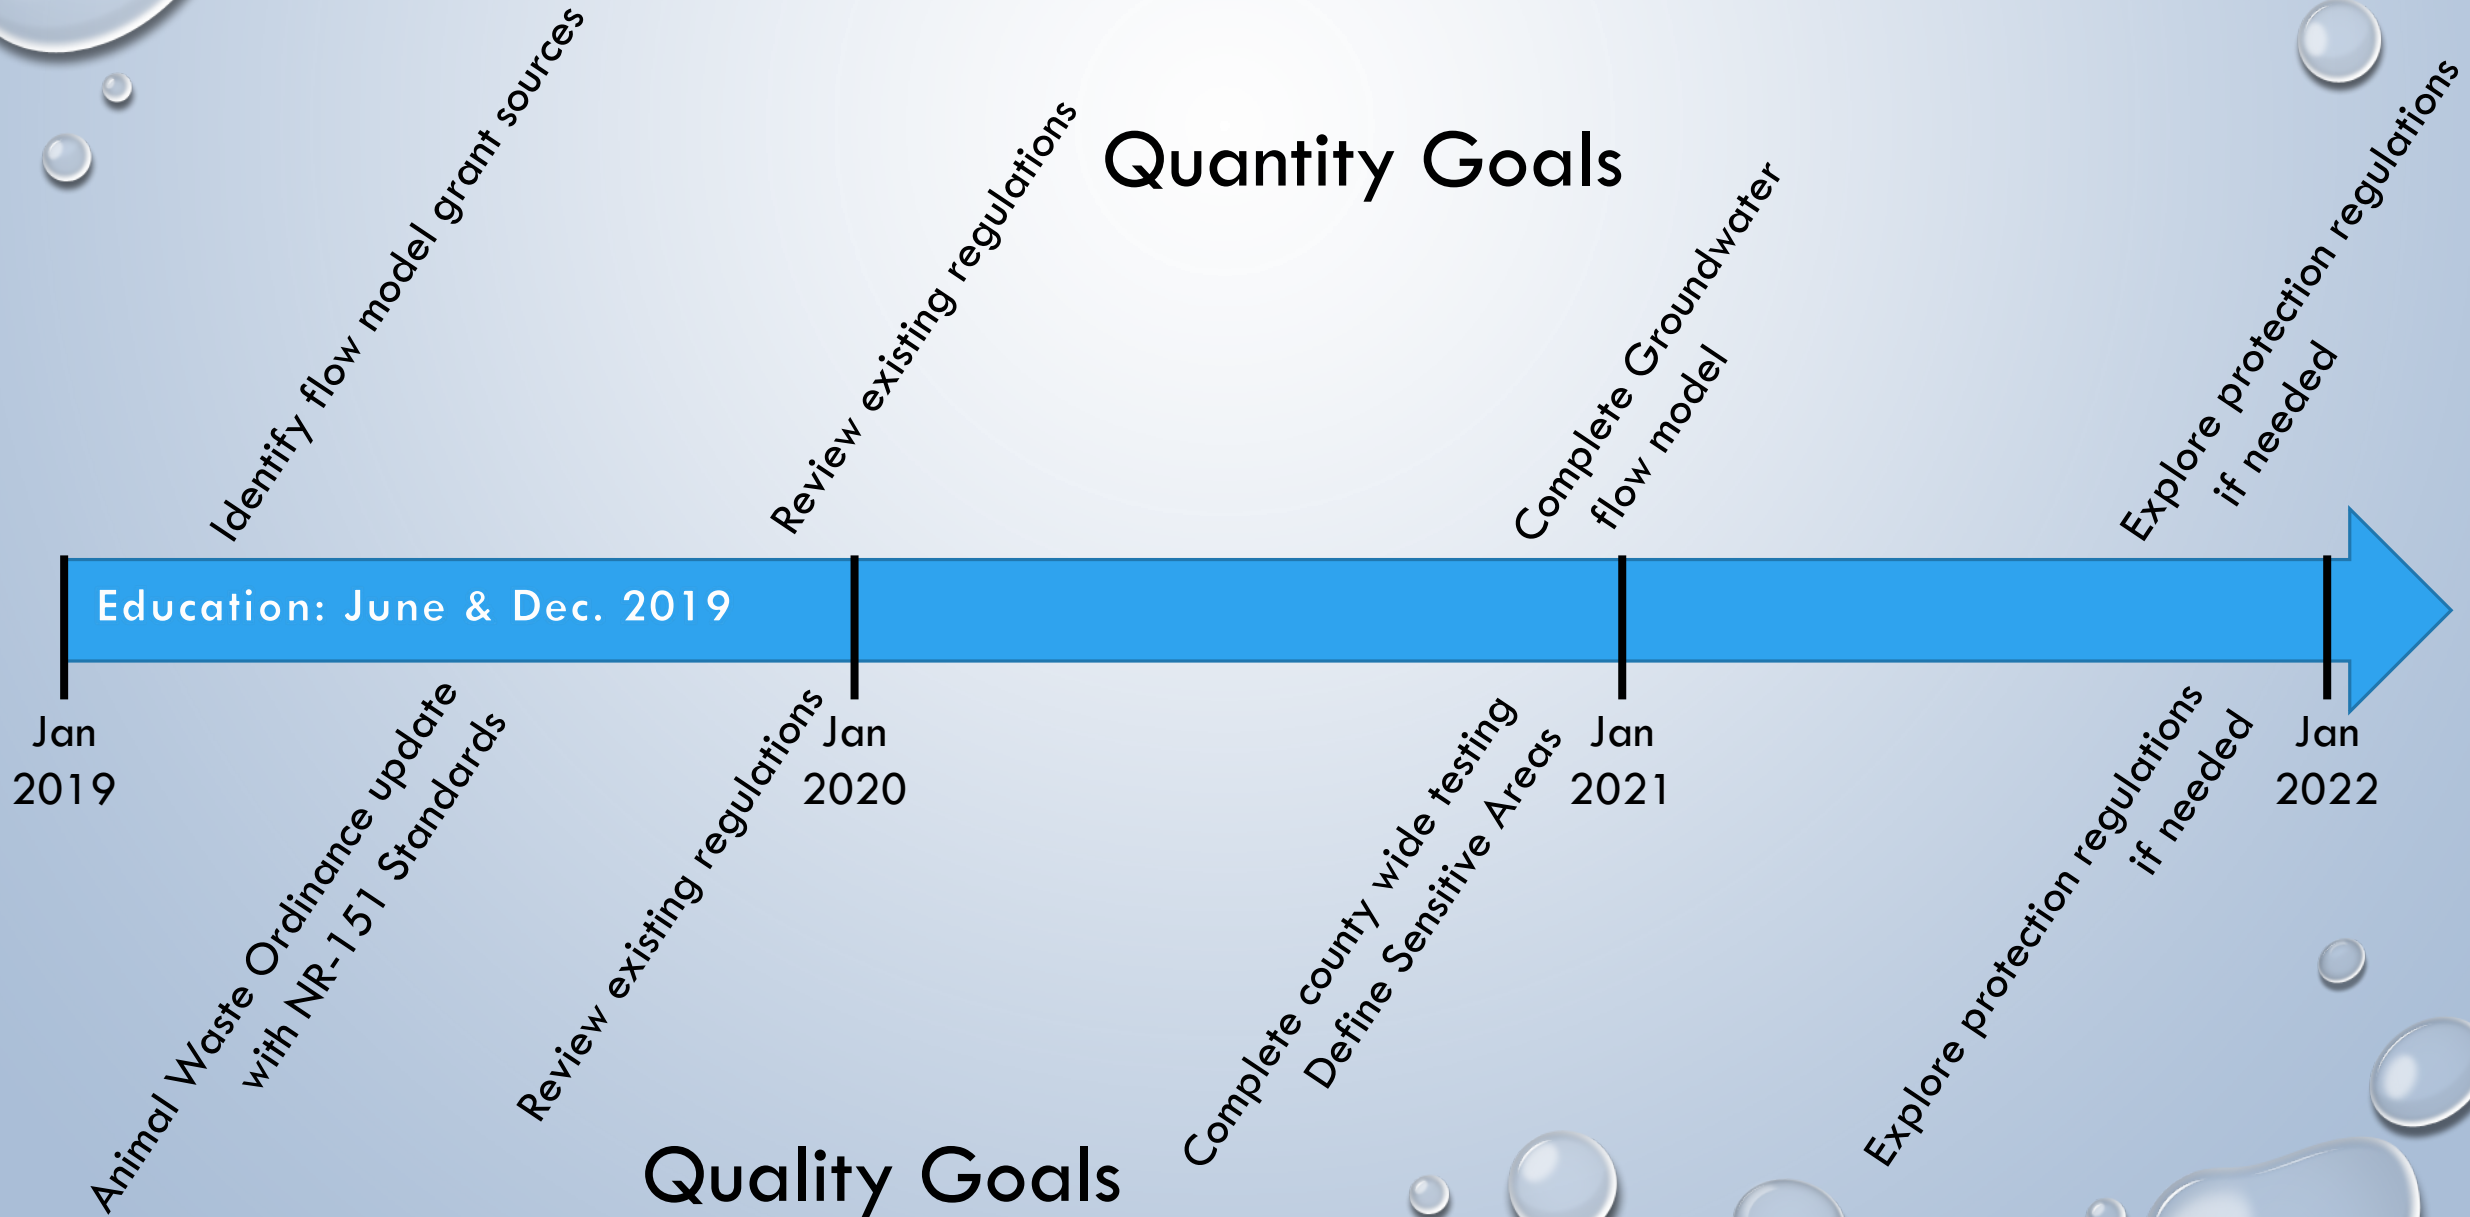 Quantity Goals
Identify flow model grant sources
Review existing regulations
Complete Groundwater
flow model
Explore protection regulations
if needed
Education: June & Dec. 2019
Jan
2019
Jan
2020
Jan
2021
Jan
2022
Animal Waste Ordinance update
with NR-151 Standards
Review existing regulations
Complete county wide testing
Define Sensitive Areas
Explore protection regulations
if needed
Quality Goals